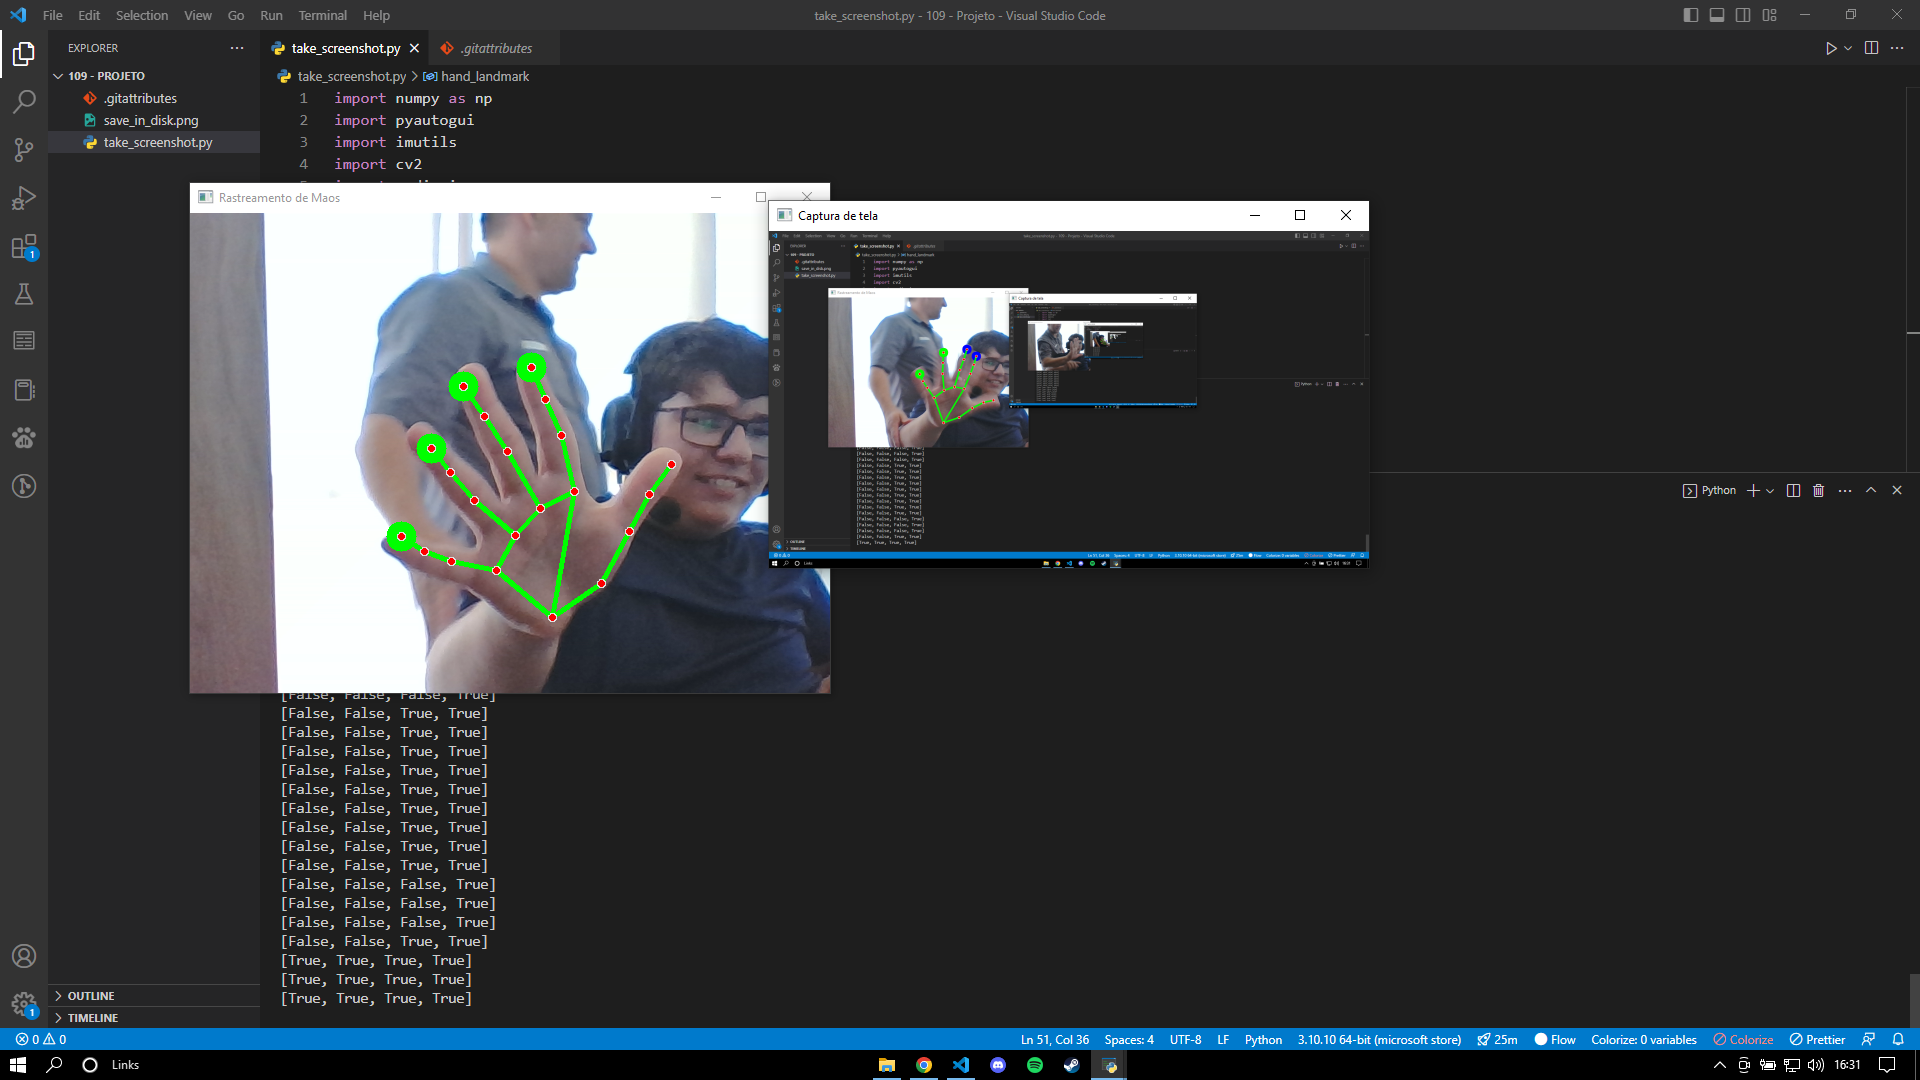 File Edit Selection View Go Run Terminal Help
take_screenshot.py - 109 - Projeto - Visual Studio Code
EXPLORER
109 - PROJETO
.gitattributes
save_in_disk.png
take_screenshot.py
take_screenshot.py
.gitattributes
take_screenshot.py > hand_landmark
1 import numpy as np
2 import pyautogui
3 import imutils
4 import cv2
Rastreamento de Maos
Captura de tela
Python
[False, False, False, True]
[False, False, True, True]
[False, False, True, True]
[False, False, True, True]
[False, False, True, True]
[False, False, True, True]
[False, False, True, True]
[False, False, True, True]
[False, False, True, True]
[False, False, True, True]
[False, False, False, True]
[False, False, False, True]
[False, False, False, True]
[False, False, True, True]
[True, True, True, True]
[True, True, True, True]
[True, True, True, True]
OUTLINE
TIMELINE
1
1
0 0
Ln 51, Col 36 Spaces: 4 UTF-8 LF Python 3.10.10 64-bit (microsoft store) 25m Flow Colorize: 0 variables Colorize Prettier
Links
16:31